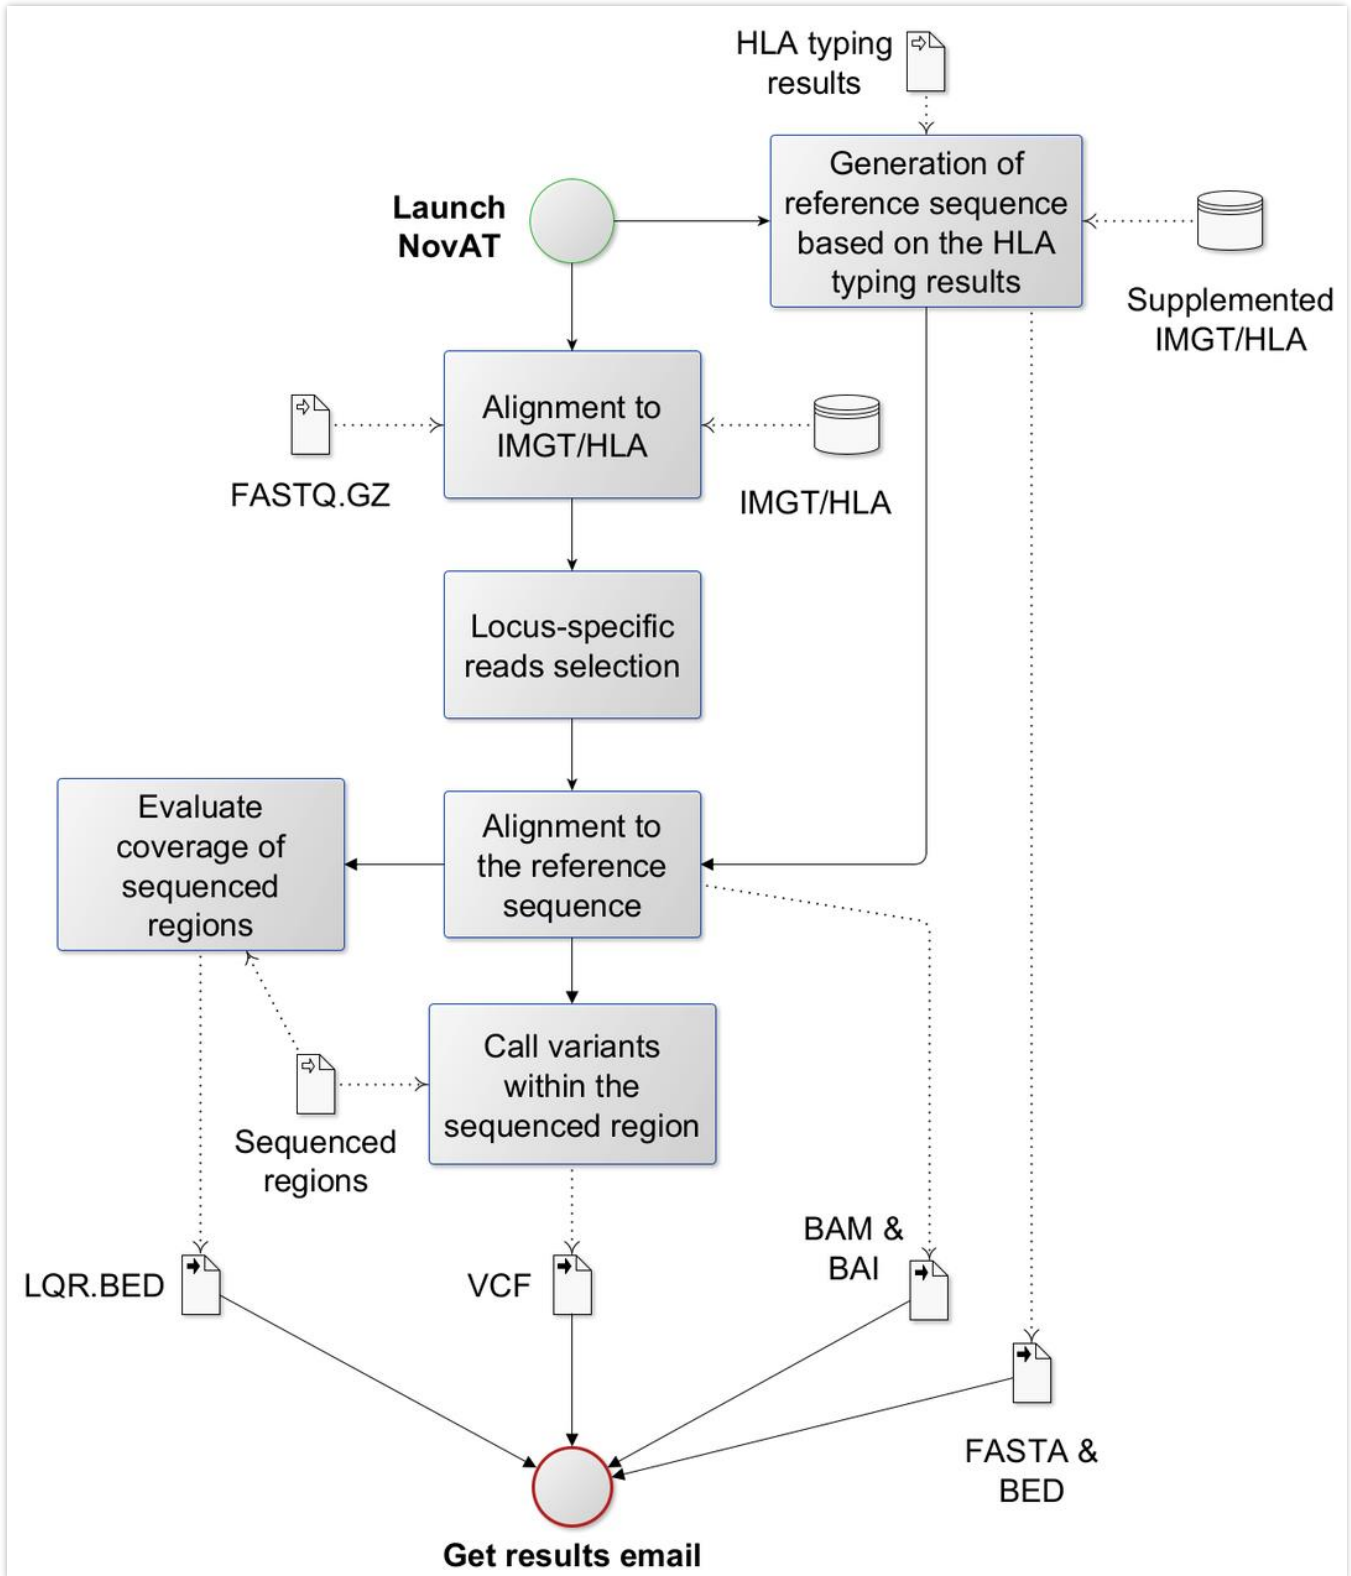 HLA typing
results
Generation of
reference sequence
based on the HLA
typing results
Launch
NovAT
Supplemented
IMGT/HLA
Alignment to
IMGT/HLA
FASTQ.GZ
IMGT/HLA
Locus-specific
reads selection
Evaluate
coverage of
sequenced
regions
Alignment to
the reference
sequence
Call variants
within the
sequenced region
Sequenced
regions
LQR.BED
VCF
BAM &
BAI
FASTA &
BED
Get results email